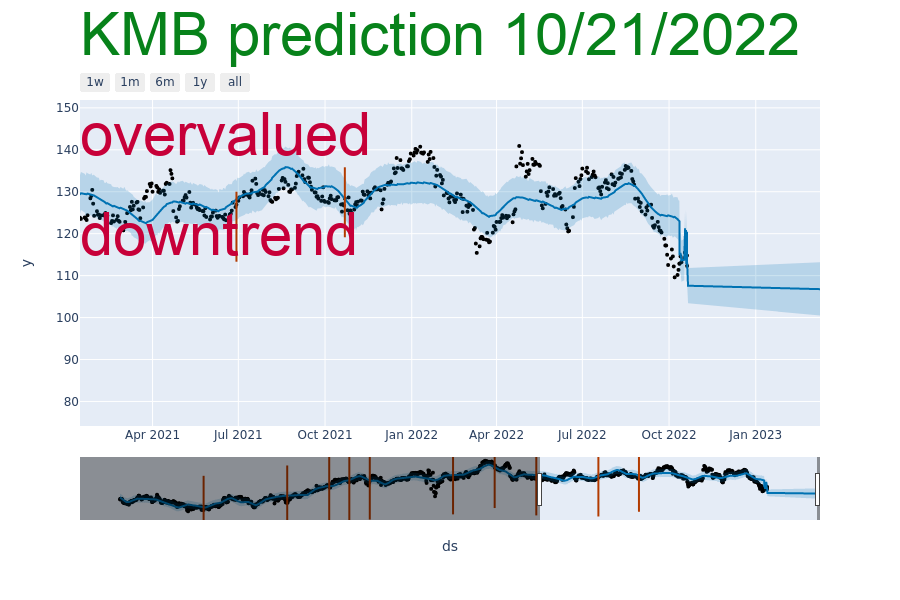 KMB prediction 10/21/2022
1w 1m 6m 1y all
150
overvalued
140
130
120
downtrend
y
110
100
90
80
Apr 2021 Jul 2021 Oct 2021 Jan 2022 Apr 2022 Jul 2022 Oct 2022 Jan 2023
ds